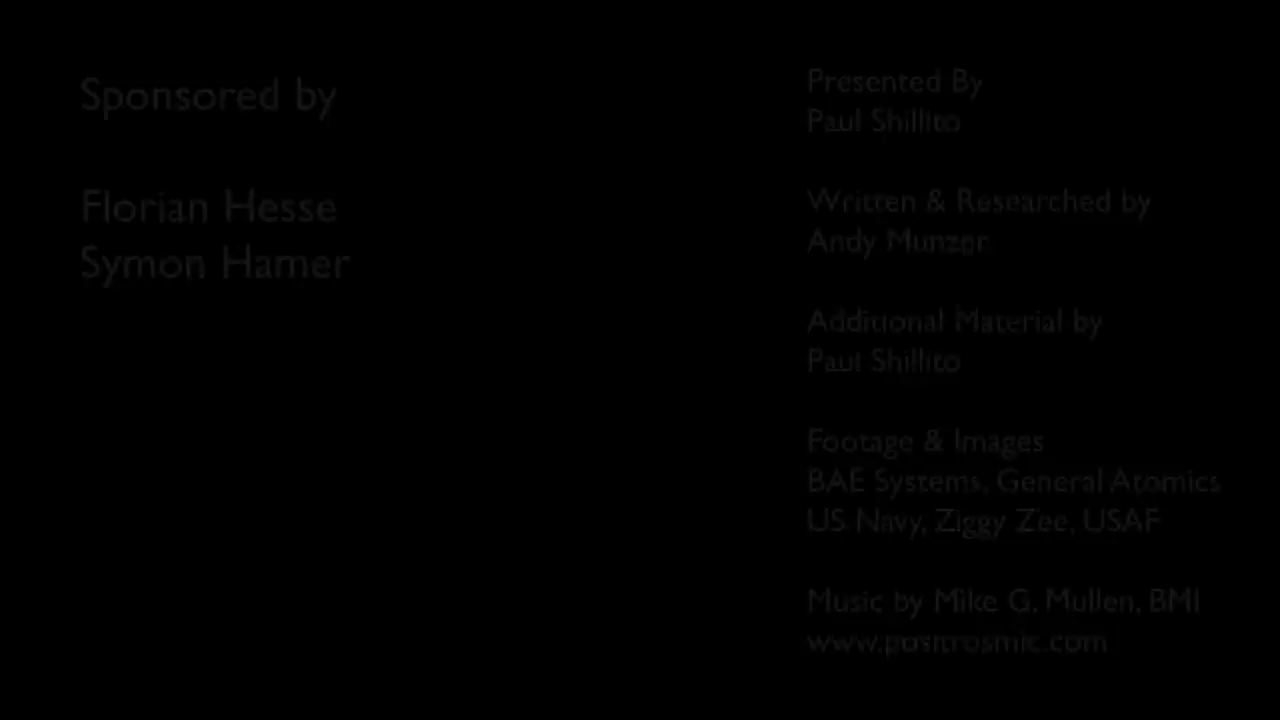 Sponsored by
Florian Hesse
Symon Hamer
Presented By
Paul Shillito
Written & Researched by
Andy Munzer
Additional Material by
Paul Shillito
Footage & Images
BAE Systems, General Atomics
US Navy, Ziggy Zee, USAF
Music by Mike G. Mullen, BMI
www.positrosmic.com